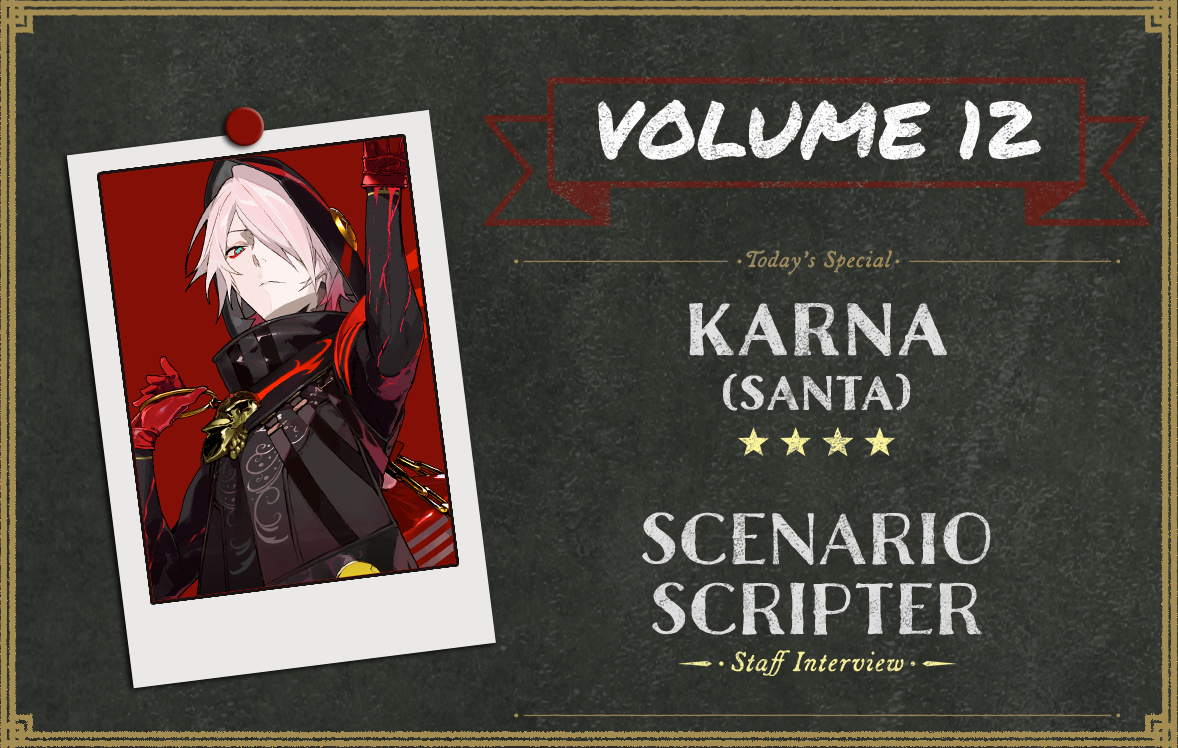 VOLUME 12
·Today's Special·
KARNA
(SANTA)
★★★★
SCENARIO
SCRIPTER
· Staff Interview ·